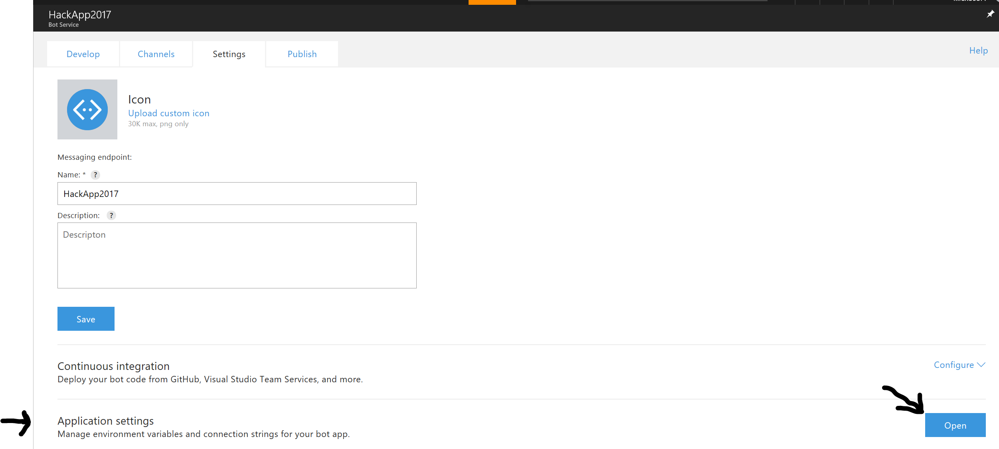 HackApp2017
Bot Service
Develop
Channels
Settings
Publish
Help
Icon
Upload custom icon
30K max, png only
Messaging endpoint:
Name: * ?
HackApp2017
Description: ?
Descripton
Save
Continuous integration
Configure
Deploy your bot code from GitHub, Visual Studio Team Services, and more.
Application settings
Open
Manage environment variables and connection strings for your bot app.